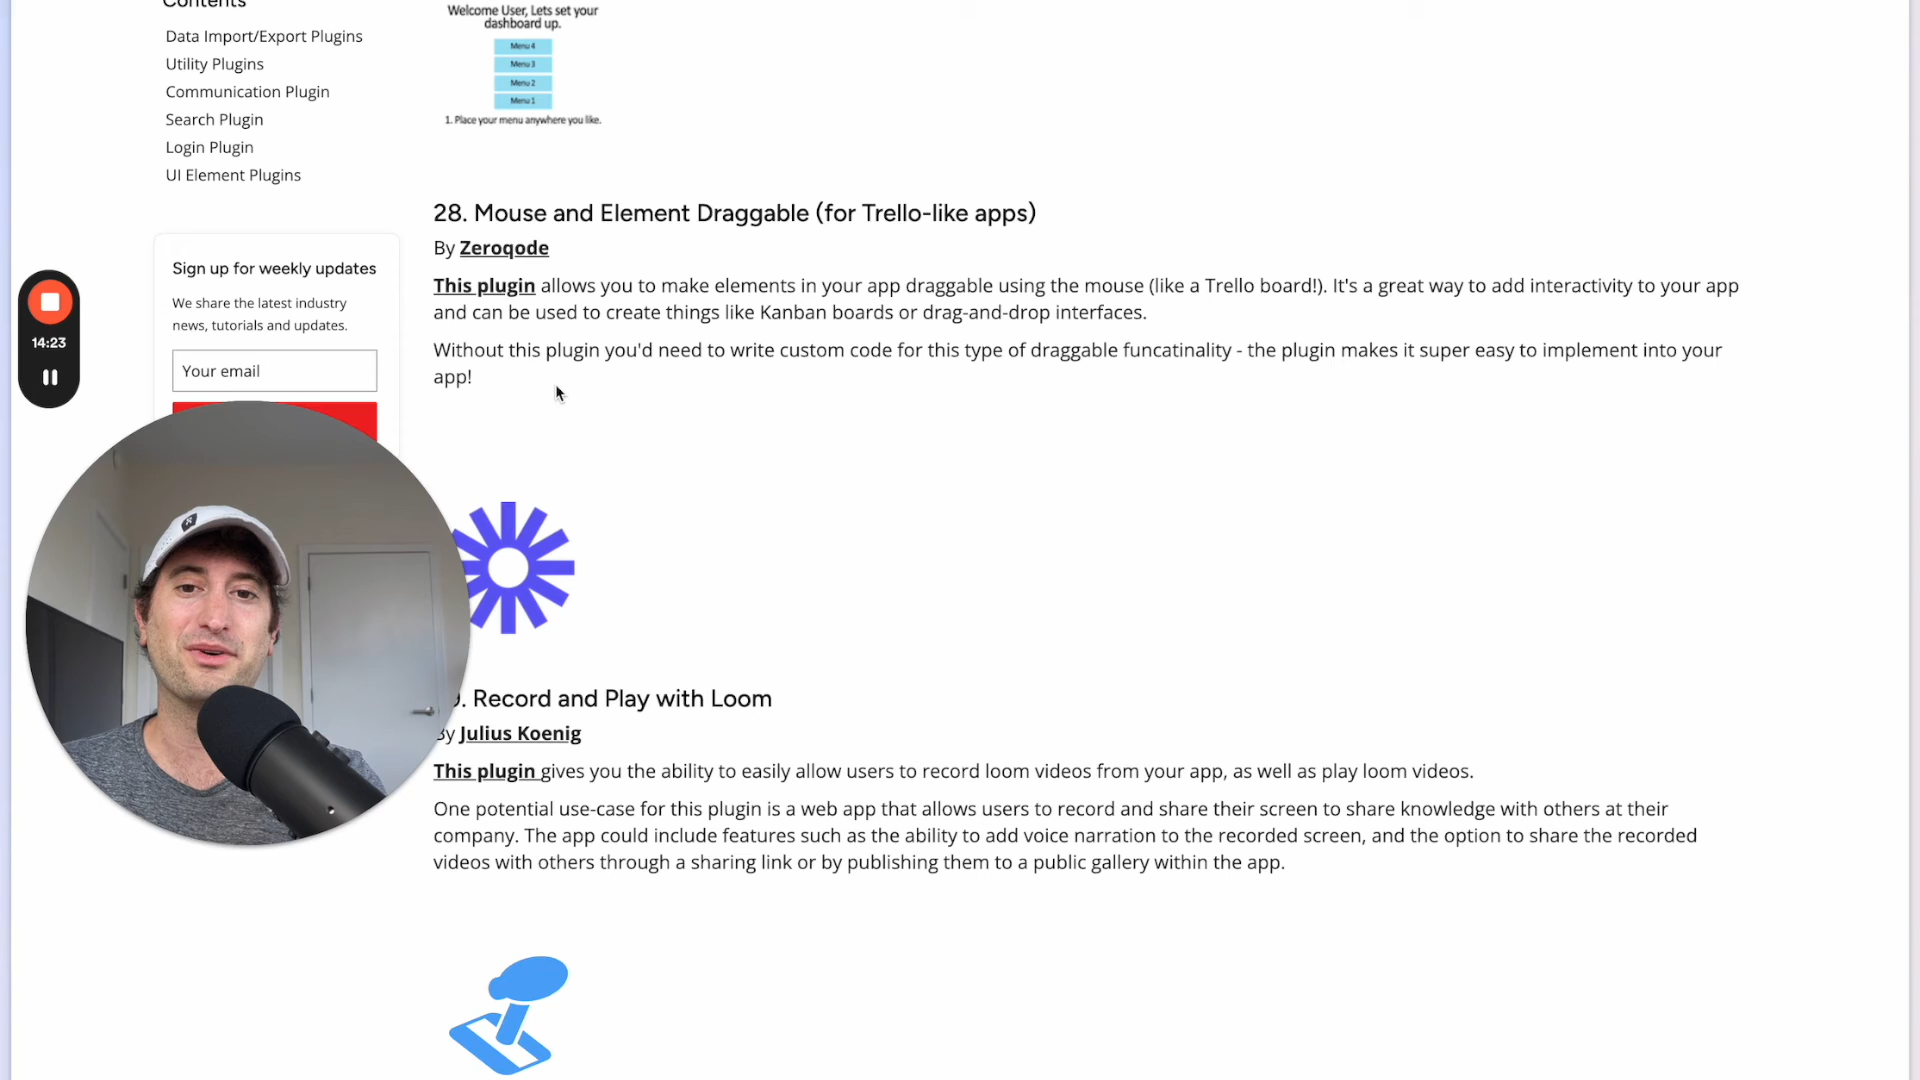 Contents
Data Import/Export Plugins
Utility Plugins
Communication Plugin
Search Plugin
Login Plugin
UI Element Plugins
Sign up for weekly updates
We share the latest industry
news, tutorials and updates.
Your email
14:23
Welcome User, Lets set your
dashboard up.
Menu 4
Menu 3
Menu 2
Menu 1
1. Place your menu anywhere you like.
28. Mouse and Element Draggable (for Trello-like apps)
By Zeroqode
This plugin allows you to make elements in your app draggable using the mouse (like a Trello board!). It's a great way to add interactivity to your app
and can be used to create things like Kanban boards or drag-and-drop interfaces.
Without this plugin you'd need to write custom code for this type of draggable funcatinality - the plugin makes it super easy to implement into your
app!
. Record and Play with Loom
By Julius Koenig
This plugin gives you the ability to easily allow users to record loom videos from your app, as well as play loom videos.
One potential use-case for this plugin is a web app that allows users to record and share their screen to share knowledge with others at their
company. The app could include features such as the ability to add voice narration to the recorded screen, and the option to share the recorded
videos with others through a sharing link or by publishing them to a public gallery within the app.